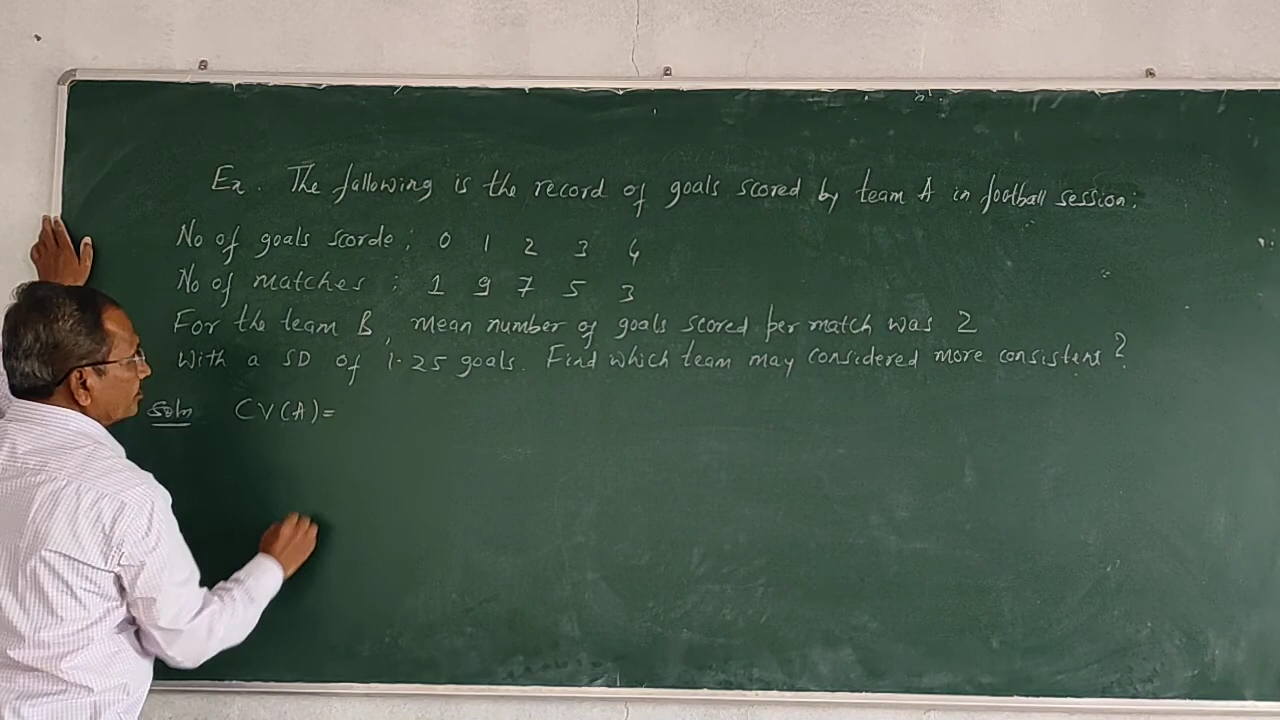 Ex. The fallowing is the record of goals scored by team A in football session:
No of goals scorde : 0 1 2 3 4
No of matches : 1 9 7 5 3
For the team B, mean number of goals scored per match was 2
With a SD of 1.25 goals. Find which team may considered more consistent ?
Soln CV(A)=